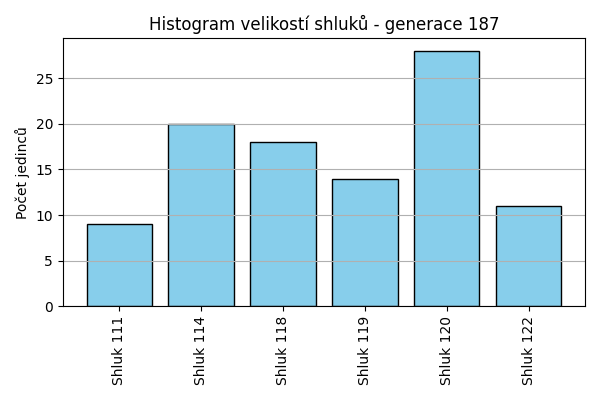 Histogram velikostí shluků - generace 187
Počet jedinců
25
20
15
10
5
0
Shluk 111
Shluk 114
Shluk 118
Shluk 119
Shluk 120
Shluk 122